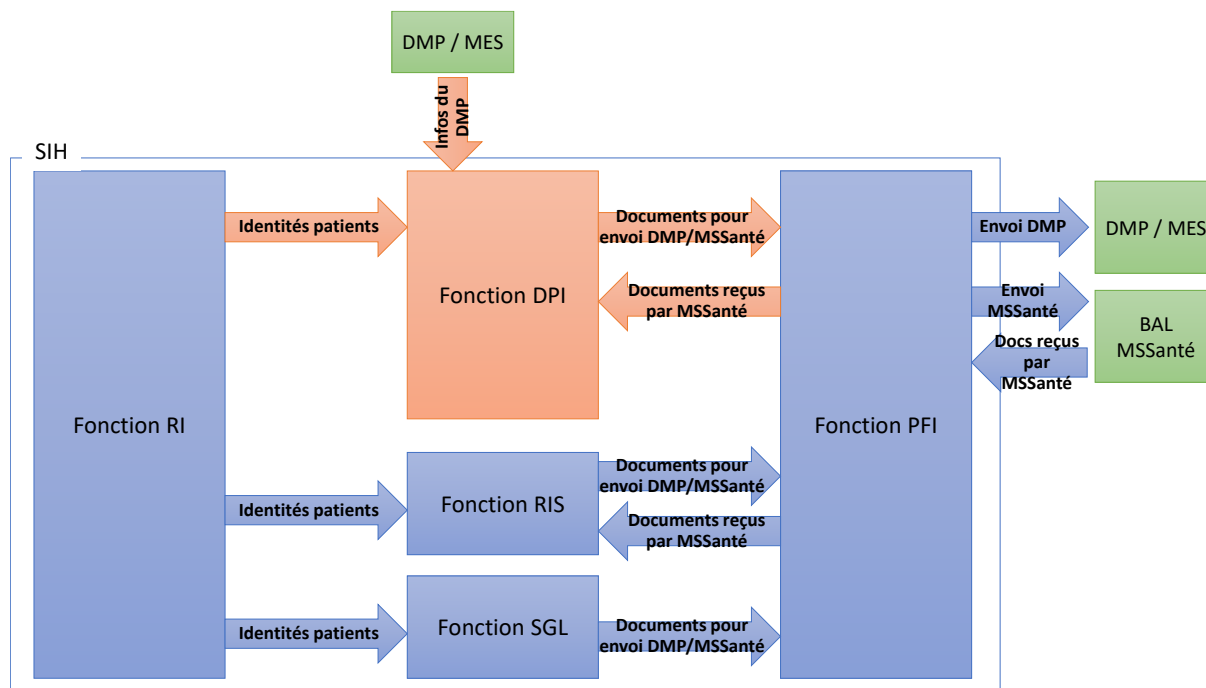 DMP / MES
Infos du
DMP
SIH
Identités patients
Documents pour
envoi DMP/MSSanté
Envoi DMP
DMP / MES
Fonction DPI
Documents reçus
par MSSanté
Envoi
MSSanté
BAL
MSSanté
Docs reçus
par
MSSanté
Fonction RI
Fonction PFI
Documents pour
envoi DMP/MSSanté
Identités patients
Fonction RIS
Documents reçus
par MSSanté
Identités patients
Fonction SGL
Documents pour
envoi DMP/MSSanté